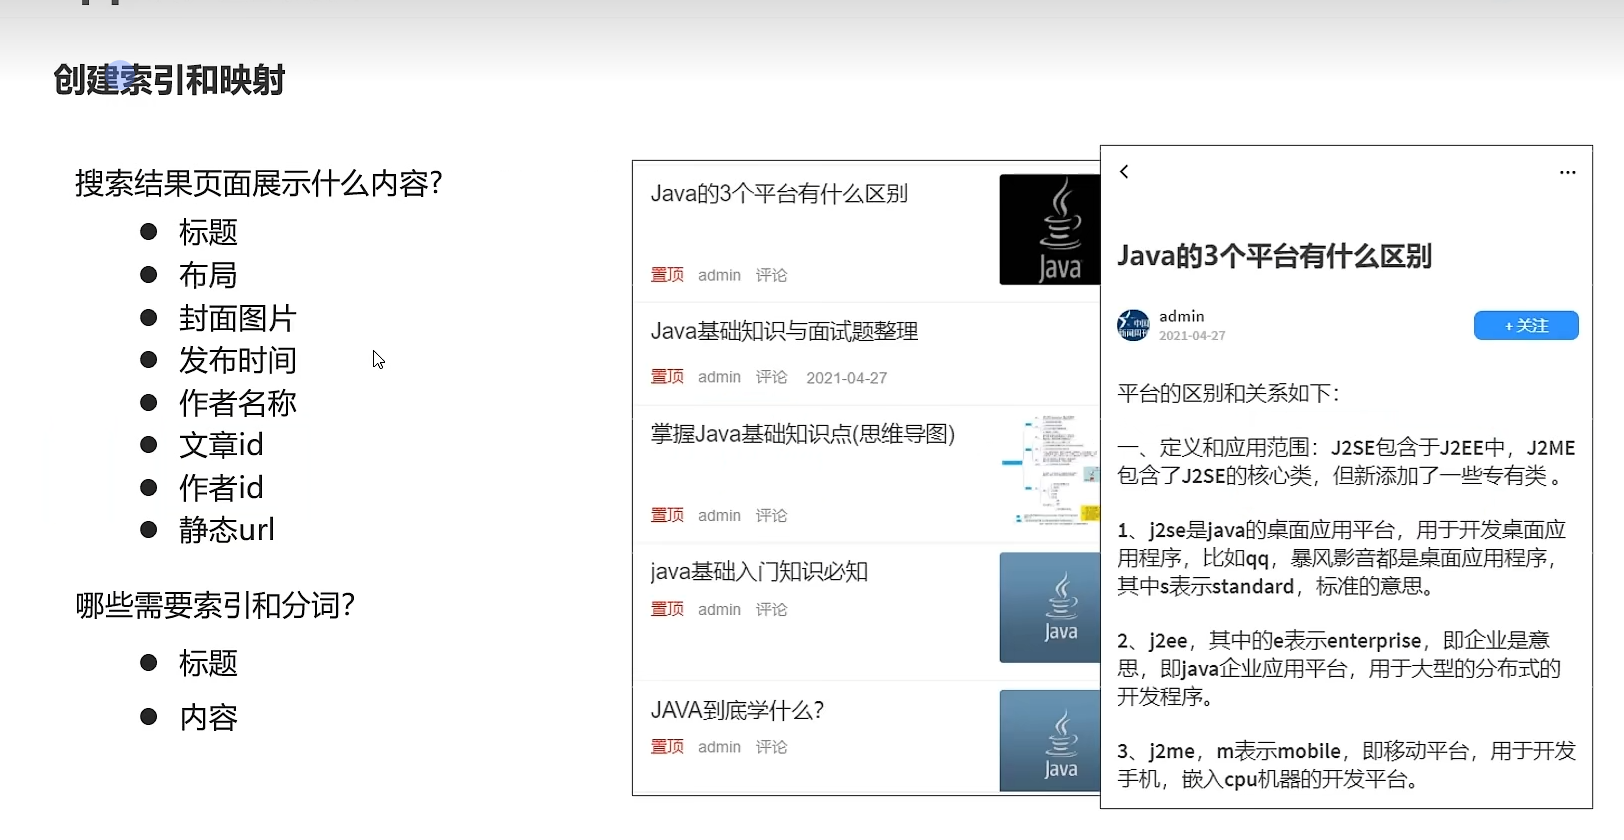 创建索引和映射
搜索结果页面展示什么内容?
● 标题
● 布局
● 封面图片
● 发布时间
● 作者名称
● 文章id
● 作者id
● 静态url
哪些需要索引和分词?
● 标题
● 内容
Java的3个平台有什么区别
置顶 admin 评论
Java
Java基础知识与面试题整理
置顶 admin 评论 2021-04-27
掌握Java基础知识点(思维导图)
置顶 admin 评论
java基础入门知识必知
置顶 admin 评论
Java
JAVA到底学什么?
置顶 admin 评论
Java
Java的3个平台有什么区别
admin
2021-04-27
+ 关注
平台的区别和关系如下：
一、定义和应用范围：J2SE包含于J2EE中，J2ME
包含了J2SE的核心类，但新添加了一些专有类。
1、j2se是java的桌面应用平台，用于开发桌面应
用程序，比如qq，暴风影音都是桌面应用程序，
其中s表示standard，标准的意思。
2、j2ee，其中的e表示enterprise，即企业是意
思，即java企业应用平台，用于大型的分布式的
开发程序。
3、j2me，m表示mobile，即移动平台，用于开发
手机，嵌入cpu机器的开发平台。